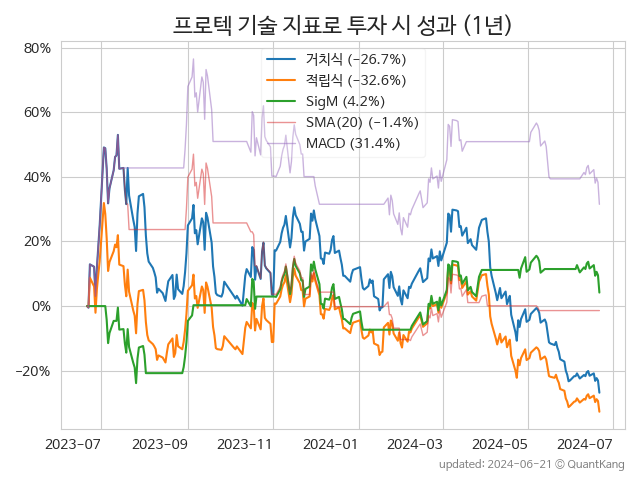 프로텍 기술 지표로 투자 시 성과 (1년)
80%
60%
40%
20%
0%
−20%
거치식 (−26.7%)
적립식 (−32.6%)
SigM (4.2%)
SMA(20) (−1.4%)
MACD (31.4%)
2023-07
2023-09
2023-11
2024-01
2024-03
2024-05
2024-07
updated: 2024-06-21 © QuantKang